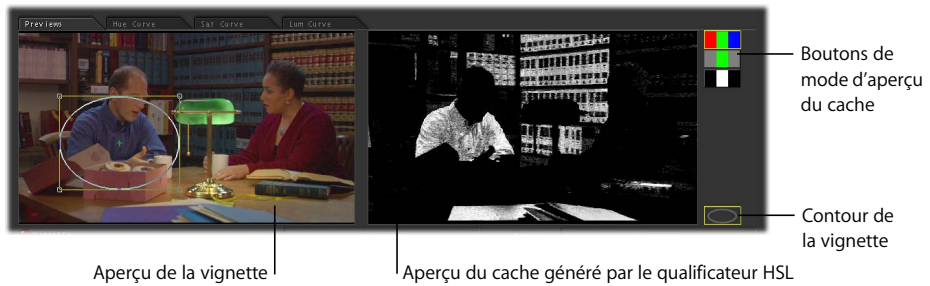 Previews
Hue Curve
Sat Curve
Lum Curve
Boutons de
mode d’aperçu
du cache
Contour de
la vignette
Aperçu de la vignette
Aperçu du cache généré par le qualificateur HSL